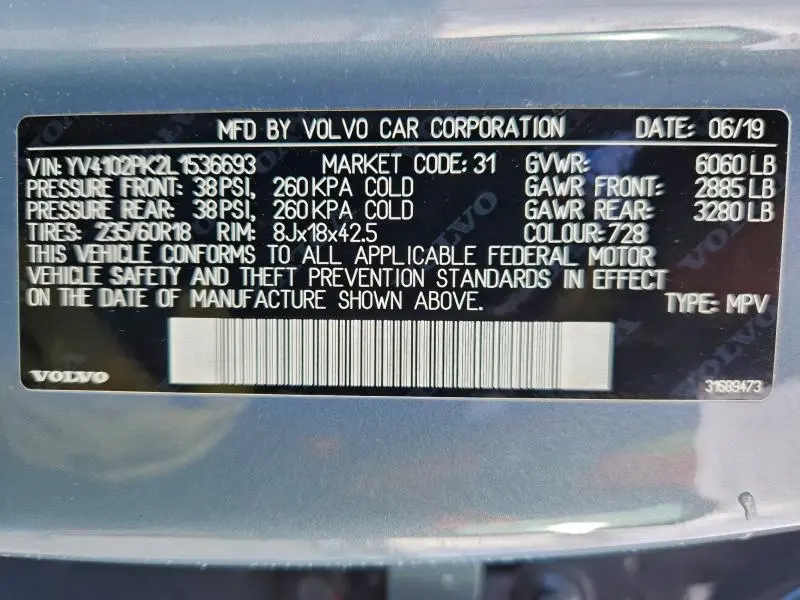 MFD BY VOLVO CAR CORPORATION DATE: 06/19
VIN: YV4102PK2L1536693 MARKET CODE: 31 GVWR: 6060 LB
PRESSURE FRONT: 38 PSI, 260 KPA COLD GAWR FRONT: 2885 LB
PRESSURE REAR: 38 PSI, 260 KPA COLD GAWR REAR: 3280 LB
TIRES: 235/60R18 RIM: 8Jx18x42.5 COLOUR: 728
THIS VEHICLE CONFORMS TO ALL APPLICABLE FEDERAL MOTOR
VEHICLE SAFETY AND THEFT PREVENTION STANDARDS IN EFFECT
ON THE DATE OF MANUFACTURE SHOWN ABOVE. TYPE: MPV
VOLVO 31689473